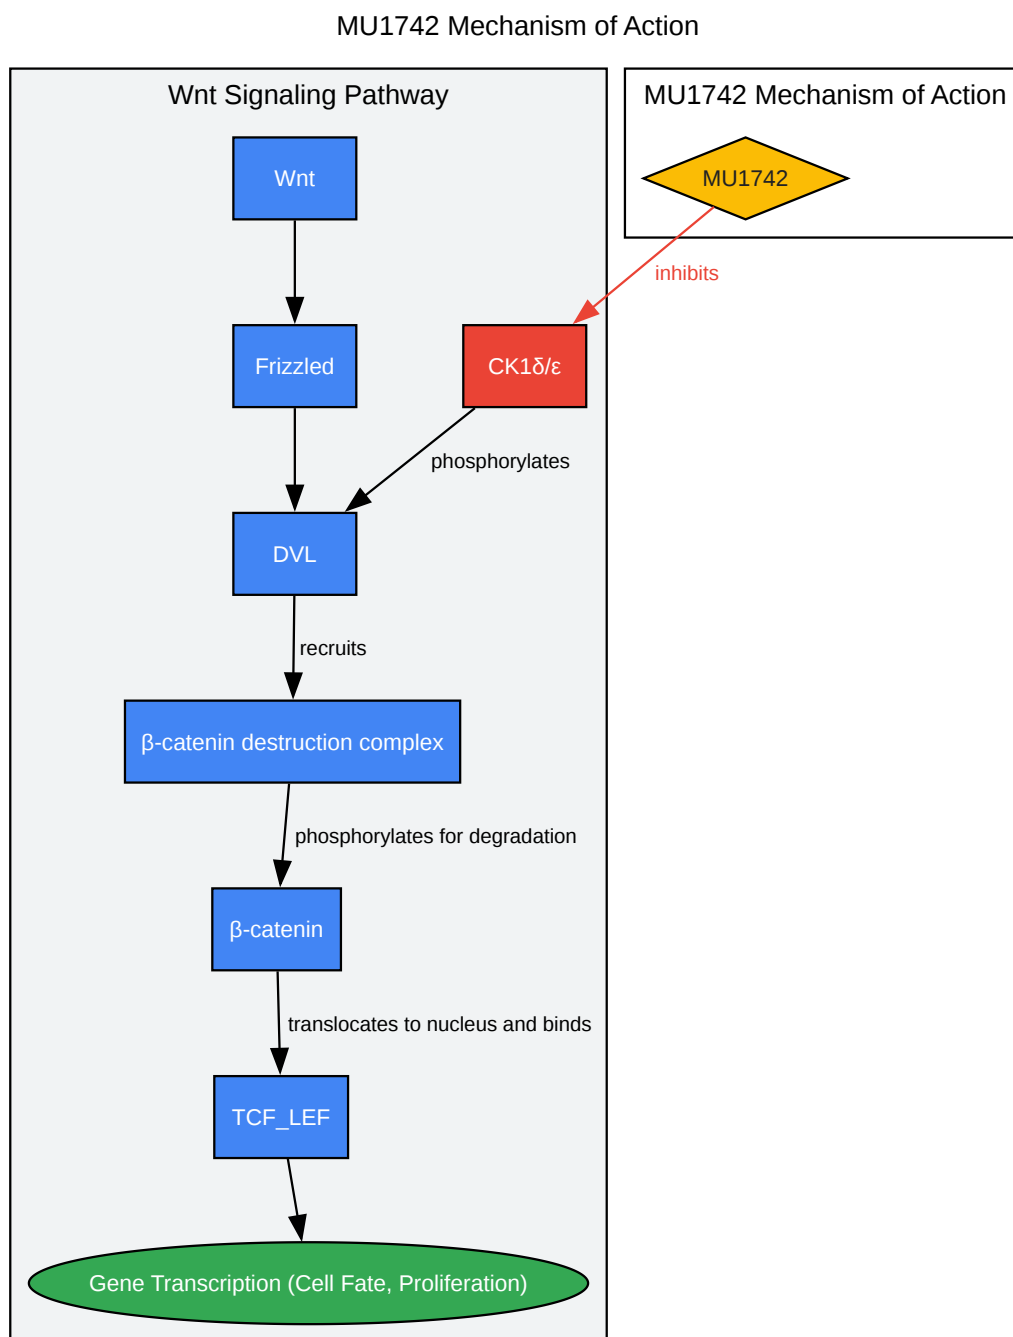 MU1742 Mechanism of Action
Wnt Signaling Pathway
MU1742 Mechanism of Action
Wnt
MU1742
inhibits
Frizzled
CK1δ/ε
phosphorylates
DVL
recruits
β-catenin destruction complex
phosphorylates for degradation
β-catenin
translocates to nucleus and binds
TCF_LEF
Gene Transcription (Cell Fate, Proliferation)